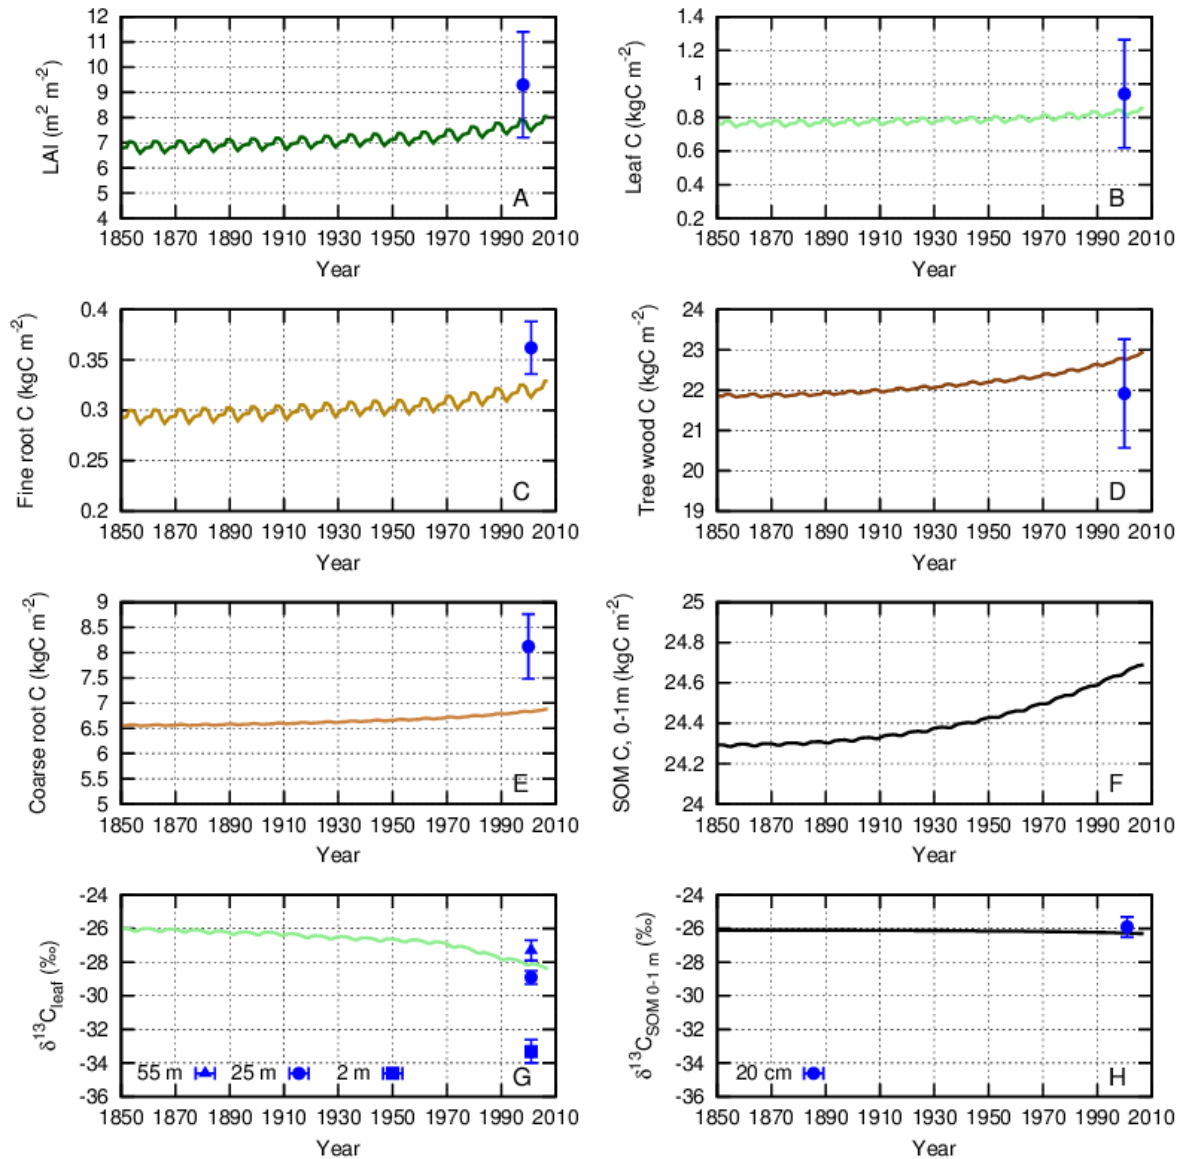 LAI (m² m⁻²)
12
11
10
9
8
7
6
5
4
A
1850 1870 1890 1910 1930 1950 1970 1990 2010
Year
Leaf C (kgC m⁻²)
1.4
1.2
1
0.8
0.6
0.4
0.2
B
1850 1870 1890 1910 1930 1950 1970 1990 2010
Year
Fine root C (kgC m⁻²)
0.4
0.35
0.3
0.25
0.2
C
1850 1870 1890 1910 1930 1950 1970 1990 2010
Year
Tree wood C (kgC m⁻²)
24
23
22
21
20
19
D
1850 1870 1890 1910 1930 1950 1970 1990 2010
Year
Coarse root C (kgC m⁻²)
9
8.5
8
7.5
7
6.5
6
5.5
5
E
1850 1870 1890 1910 1930 1950 1970 1990 2010
Year
SOM C, 0-1m (kgC m⁻²)
25
24.8
24.6
24.4
24.2
24
F
1850 1870 1890 1910 1930 1950 1970 1990 2010
Year
δ¹³C_leaf (‰)
-24
-26
-28
-30
-32
-34
-36
55 m 25 m 2 m
G
1850 1870 1890 1910 1930 1950 1970 1990 2010
Year
δ¹³C_SOM 0-1 m (‰)
-24
-26
-28
-30
-32
-34
-36
20 cm
H
1850 1870 1890 1910 1930 1950 1970 1990 2010
Year